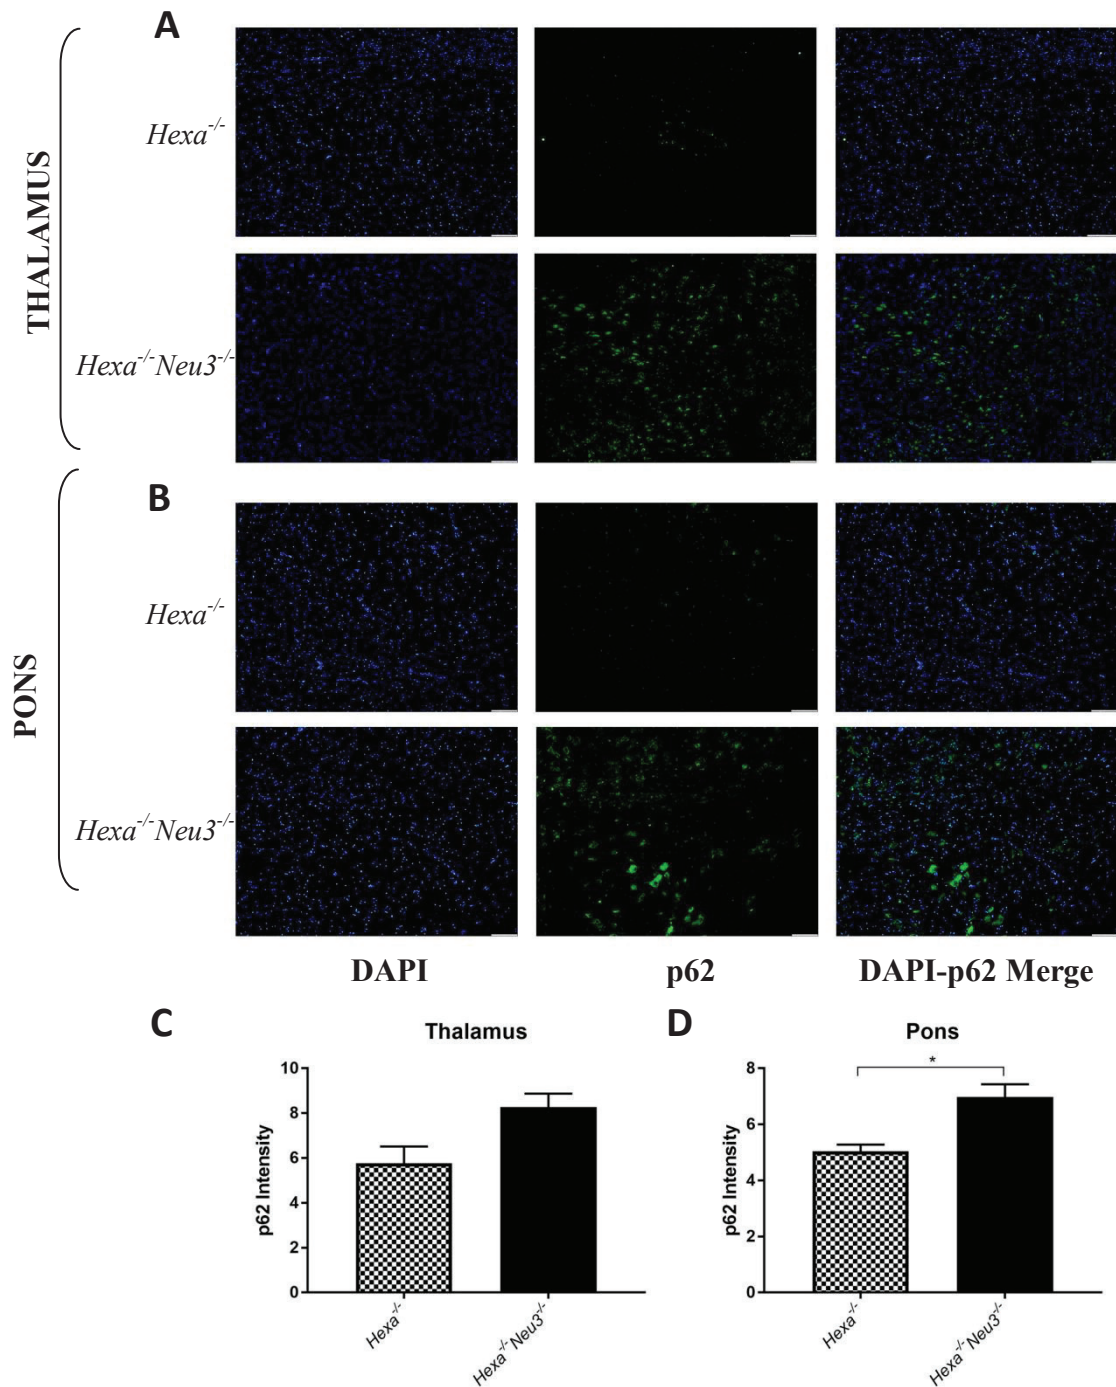 A
THALAMUS
Hexa-/-
Hexa-/-Neu3-/-
B
PONS
Hexa-/-
Hexa-/-Neu3-/-
DAPI p62 DAPI-p62 Merge
C
Thalamus
p62 Intensity
10
8
6
4
2
0
Hexa-/-
Hexa-/-Neu3-/-
D
Pons
*
p62 Intensity
8
6
4
2
0
Hexa-/-
Hexa-/-Neu3-/-